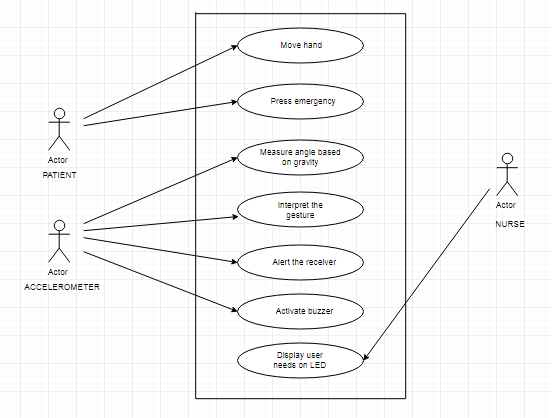 Move hand
Press emergency
Actor
PATIENT
Measure angle based
on gravity
Actor
NURSE
Interpret the
gesture
Actor
ACCELEROMETER
Alert the receiver
Activate buzzer
Display user
needs on LED